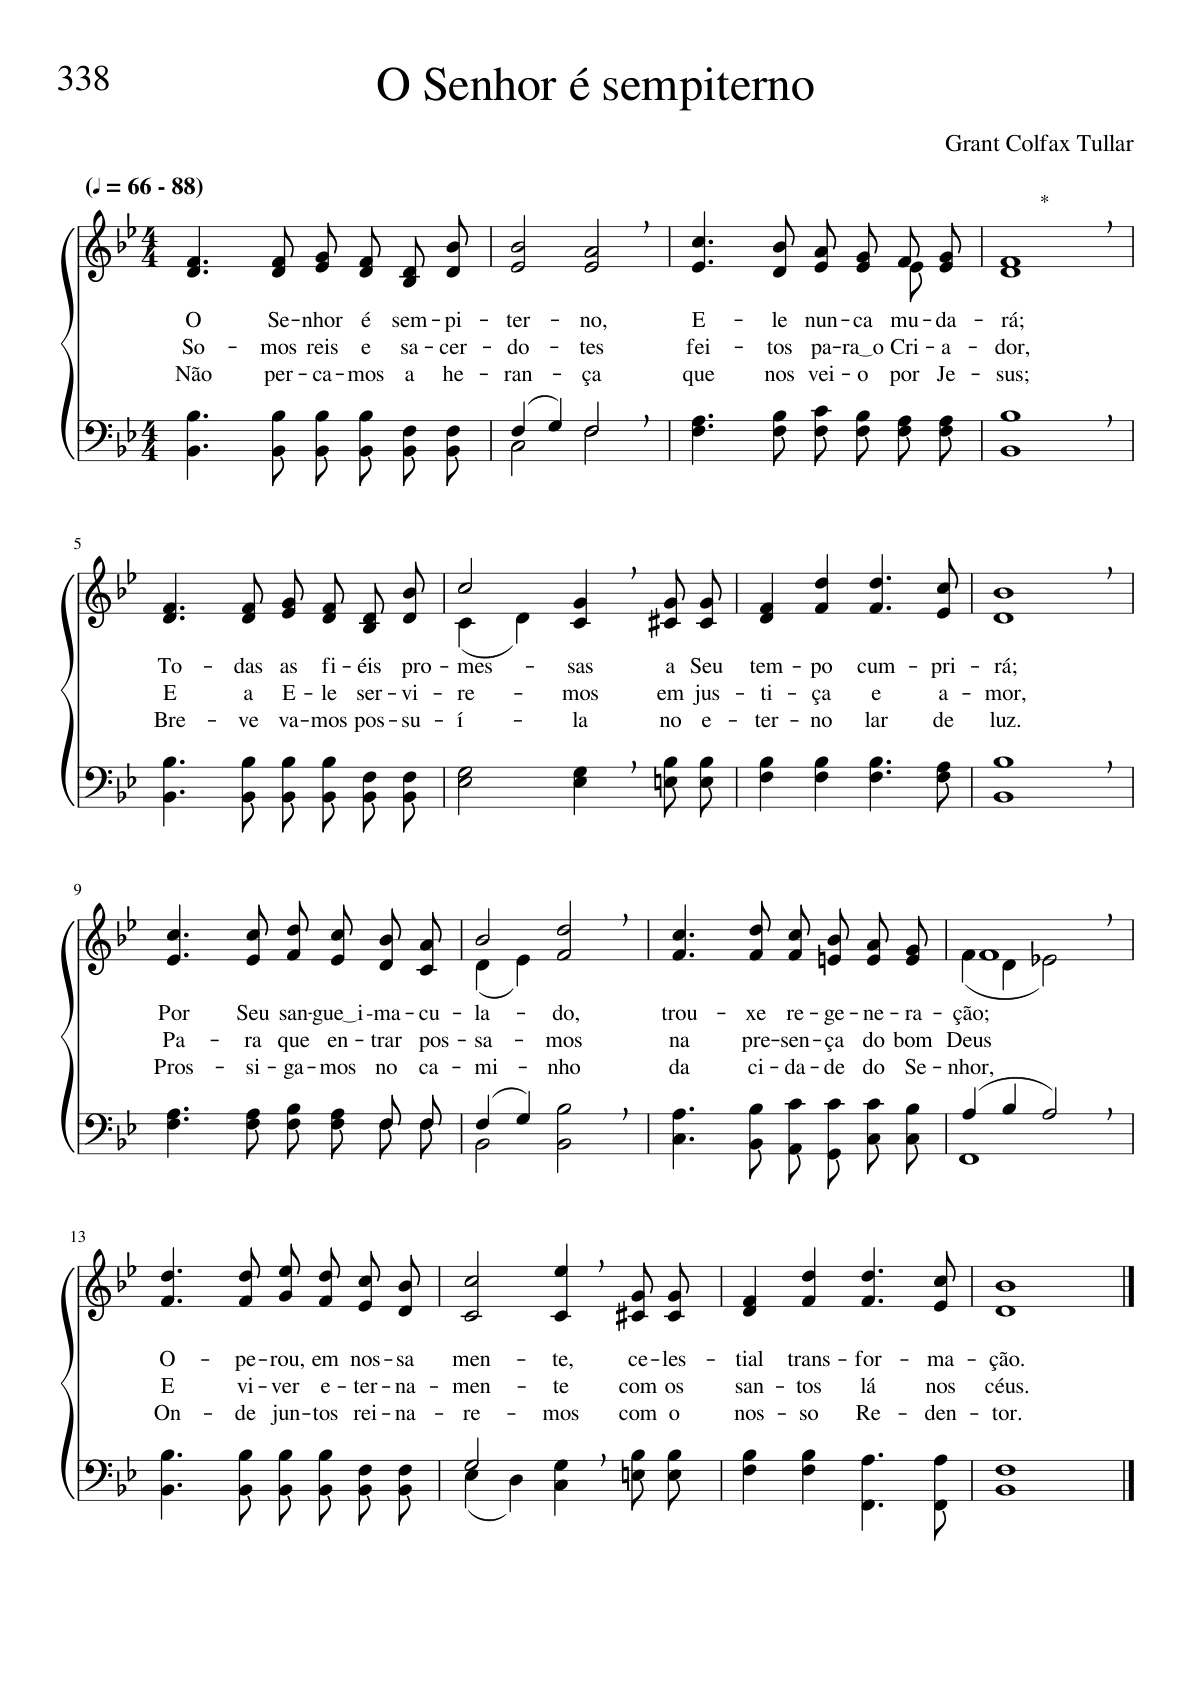 338
O Senhor é sempiterno
Grant Colfax Tullar
(♩ = 66 - 88)
*
O Se-nhor é sem-pi-ter-no, E-le nun-ca mu-da-rá;
So-mos reis e sa-cer-do-tes fei-tos pa-ra‿o Cri-a-dor,
Não per-ca-mos a he-ran-ça que nos vei-o por Je-sus;
5
To-das as fi-éis pro-mes-sas a Seu tem-po cum-pri-rá;
E a E-le ser-vi-re-mos em jus-ti-ça e a-mor,
Bre-ve va-mos pos-su-í-la no e-ter-no lar de luz.
9
Por Seu san-gue‿i-ma-cu-la-do, trou-xe re-ge-ne-ra-ção;
Pa-ra que en-trar pos-sa-mos na pre-sen-ça do bom Deus
Pros-si-ga-mos no ca-mi-nho da ci-da-de do Se-nhor,
13
O-pe-rou, em nos-sa men-te, ce-les-tial trans-for-ma-ção.
E vi-ver e-ter-na-men-te com os san-tos lá nos céus.
On-de jun-tos rei-na-re-mos com o nos-so Re-den-tor.